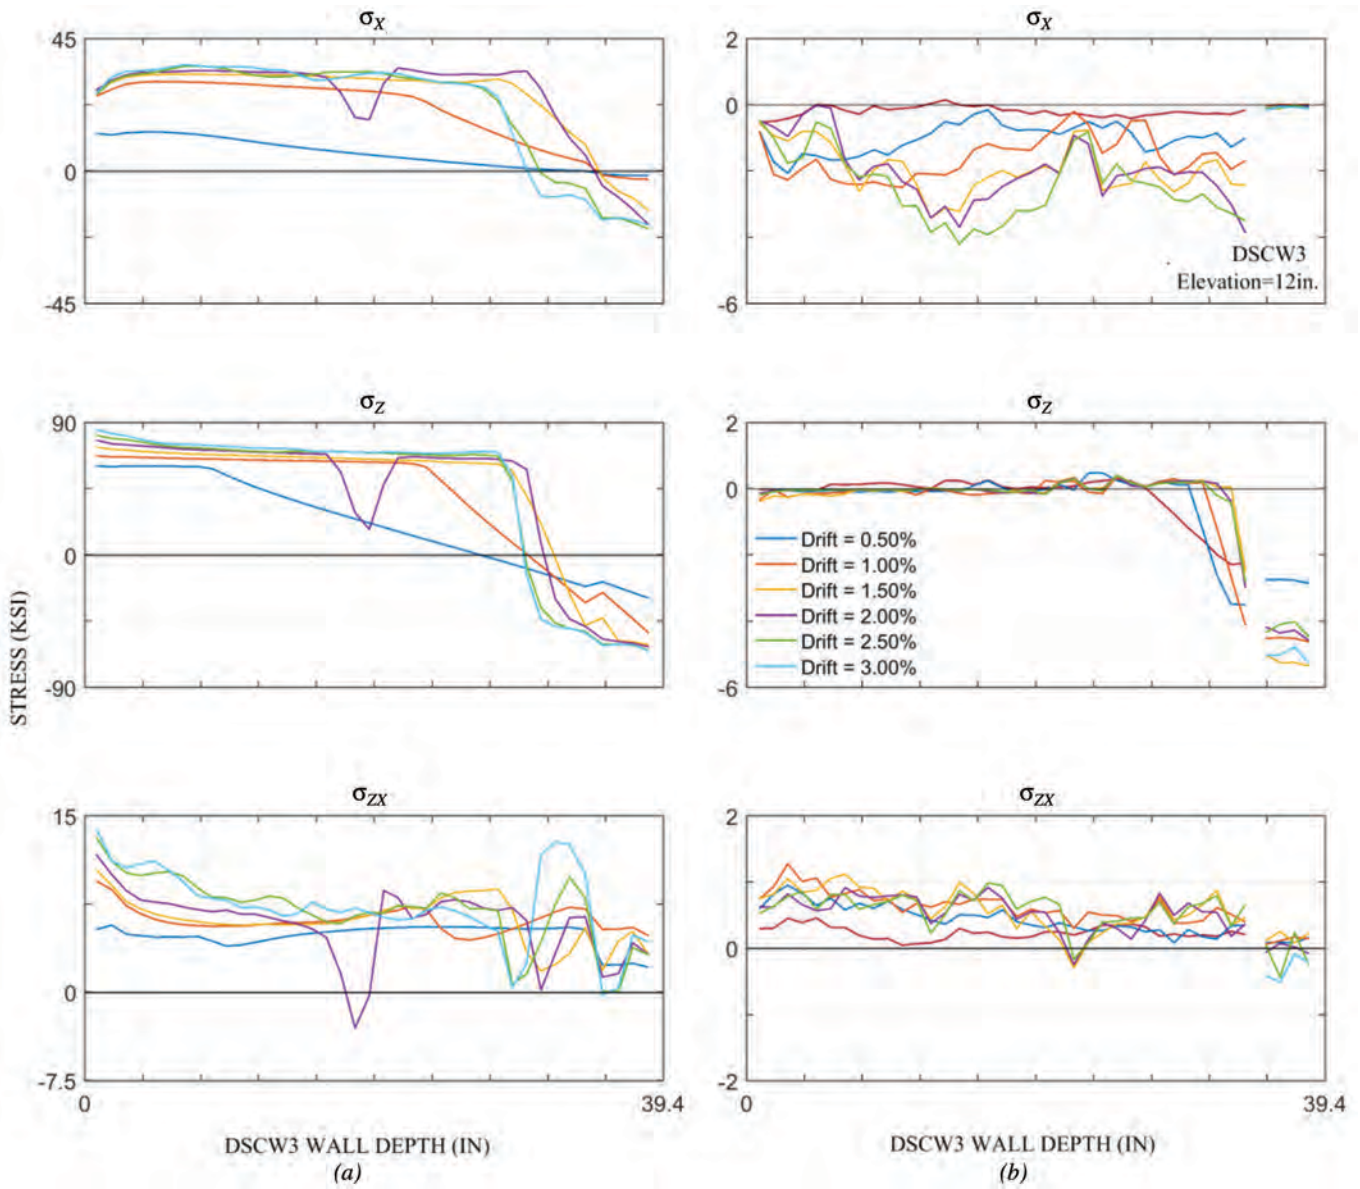 σX
45
0
-45
σX
2
0
-6
DSCW3
Elevation=12in.
σZ
90
0
-90
σZ
2
0
-6
Drift = 0.50%
Drift = 1.00%
Drift = 1.50%
Drift = 2.00%
Drift = 2.50%
Drift = 3.00%
STRESS (KSI)
σZX
15
0
-7.5
0
39.4
σZX
2
0
-2
0
39.4
DSCW3 WALL DEPTH (IN)
(a)
DSCW3 WALL DEPTH (IN)
(b)